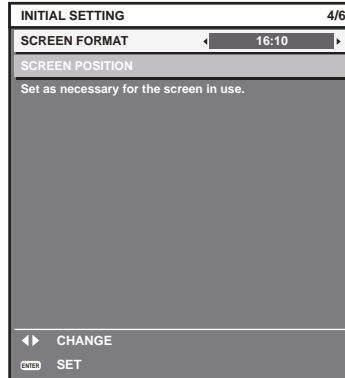 INITIAL SETTING 4/6
SCREEN FORMAT 16:10
SCREEN POSITION
Set as necessary for the screen in use.
CHANGE
ENTER SET